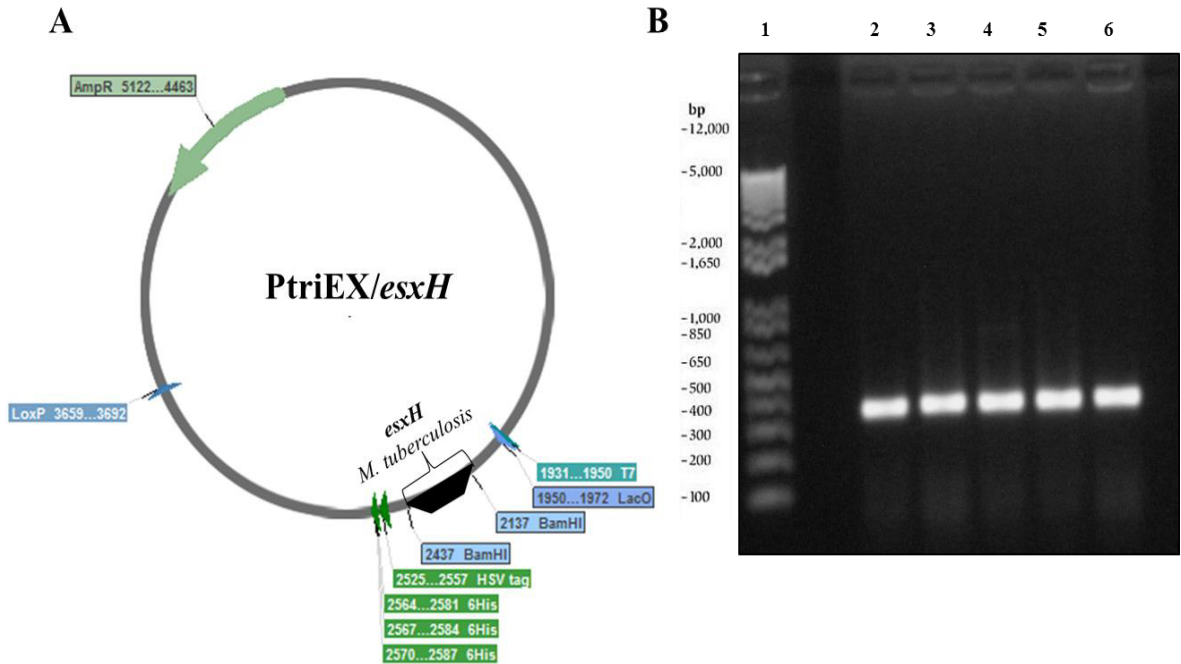 A
AmpR 5122...4463
PtriEX/esxH
LoxP 3659...3692
esxH
M. tuberculosis
1931...1950 T7
1950...1972 LacO
2137 BamHI
2437 BamHI
2525...2557 HSV tag
2564...2581 6His
2567...2584 6His
2570...2587 6His
B
1 2 3 4 5 6
bp
-12,000
-5,000
-2,000
-1,650
-1,000
-850
-650
-500
-400
-300
-200
-100